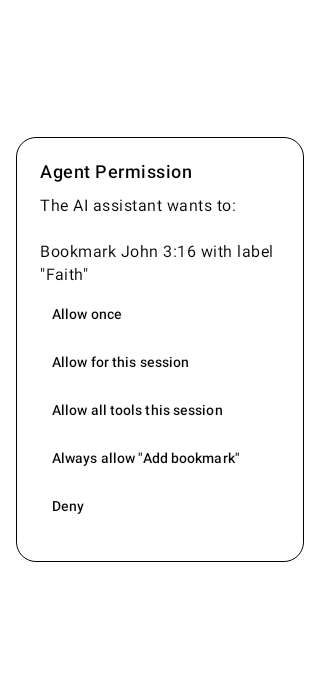 Agent Permission
The AI assistant wants to:
Bookmark John 3:16 with label
"Faith"
Allow once
Allow for this session
Allow all tools this session
Always allow "Add bookmark"
Deny